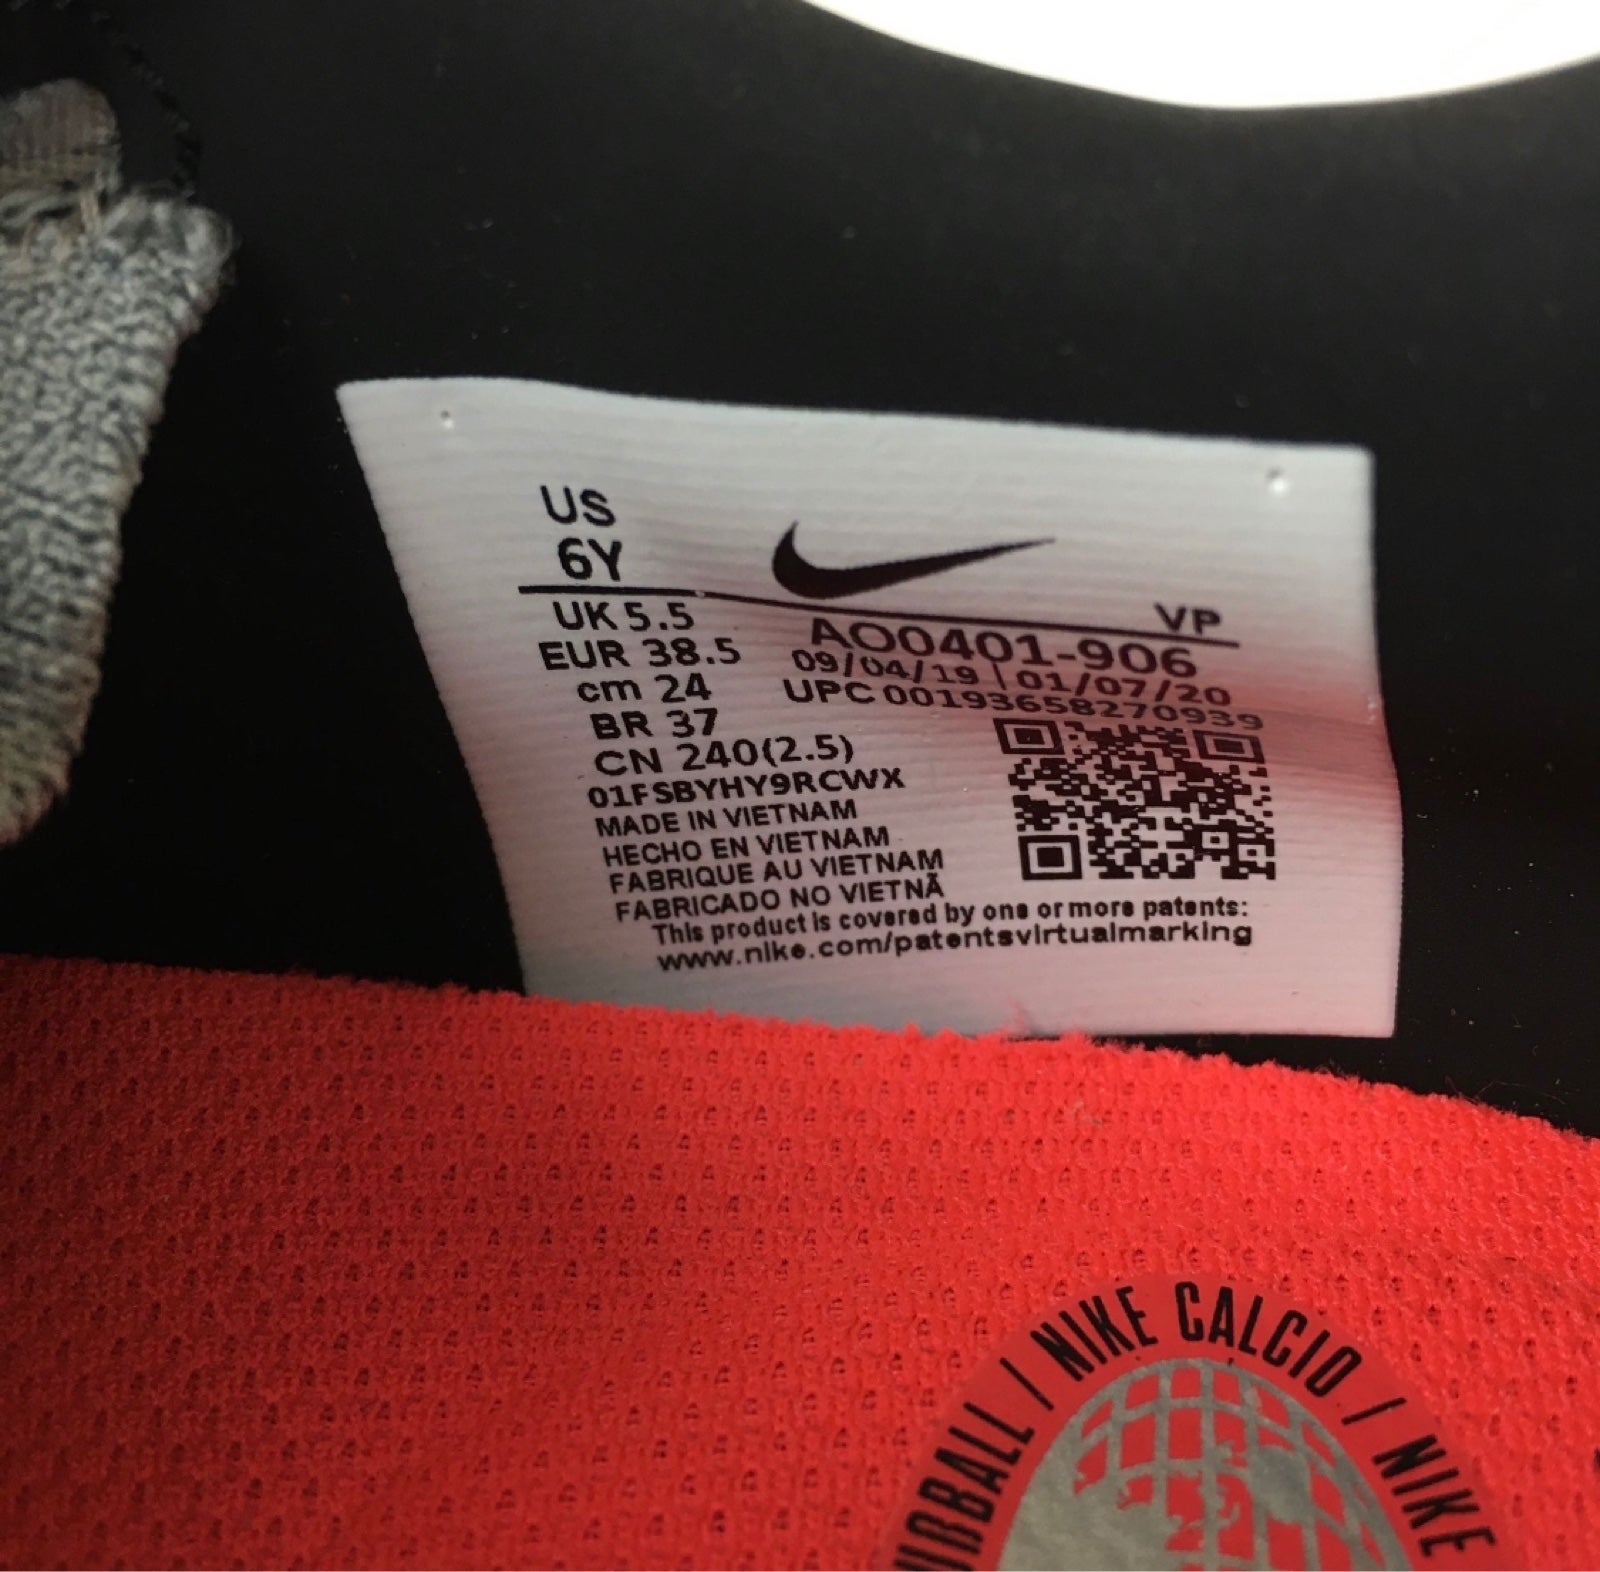 US
6Y
VP
UK 5.5
AO0401-906
EUR 38.5
09/04/19 | 01/07/20
cm 24
UPC 00193658270939
BR 37
CN 240(2.5)
01FSBYHY9RCWX
MADE IN VIETNAM
HECHO EN VIETNAM
FABRIQUE AU VIETNAM
FABRICADO NO VIETNÃ
This product is covered by one or more patents:
www.nike.com/patentsvirtualmarking
/ NIKE CALCIO / NIKE